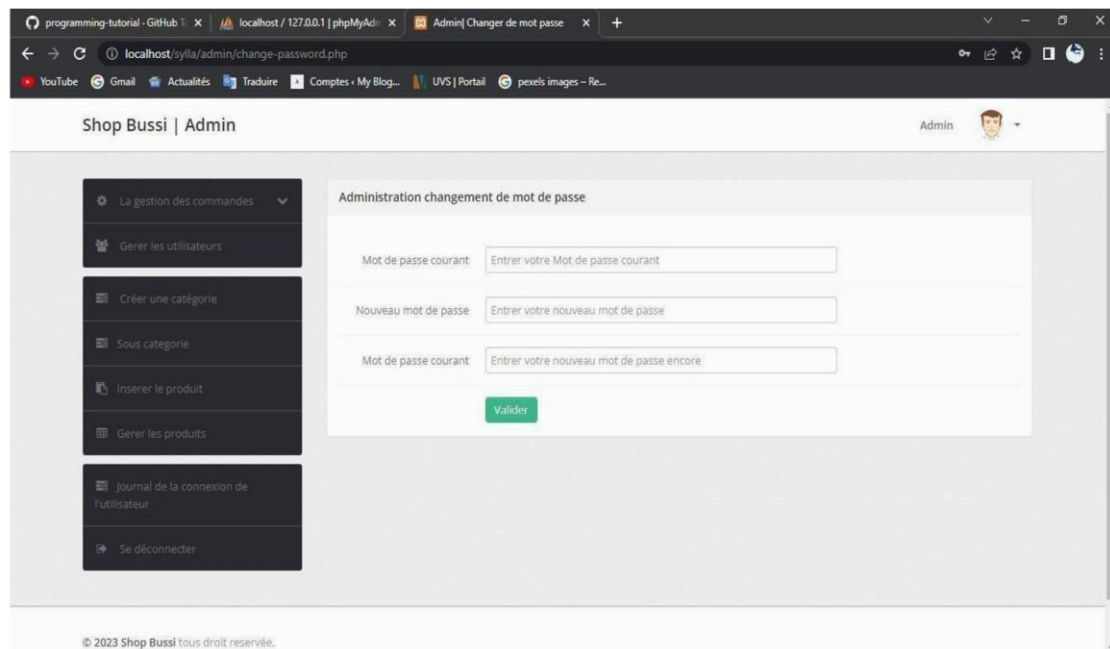 programming-tutorial - GitHub
localhost / 127.0.0.1 | phpMyAdm
Admin| Changer de mot passe
localhost/sylla/admin/change-password.php
YouTube
Gmail
Actualités
Traduire
Comptes ‹ My Blog...
UVS | Portail
pexels images – Re...
Shop Bussi | Admin
Admin
La gestion des commandes
Gerer les utilisateurs
Créer une catégorie
Sous categorie
Inserer le produit
Gerer les produits
Journal de la connexion de
l'utilisateur
Se déconnecter
Administration changement de mot de passe
Mot de passe courant
Entrer votre Mot de passe courant
Nouveau mot de passe
Entrer votre nouveau mot de passe
Mot de passe courant
Entrer votre nouveau mot de passe encore
Valider
© 2023 Shop Bussi tous droit reservée.